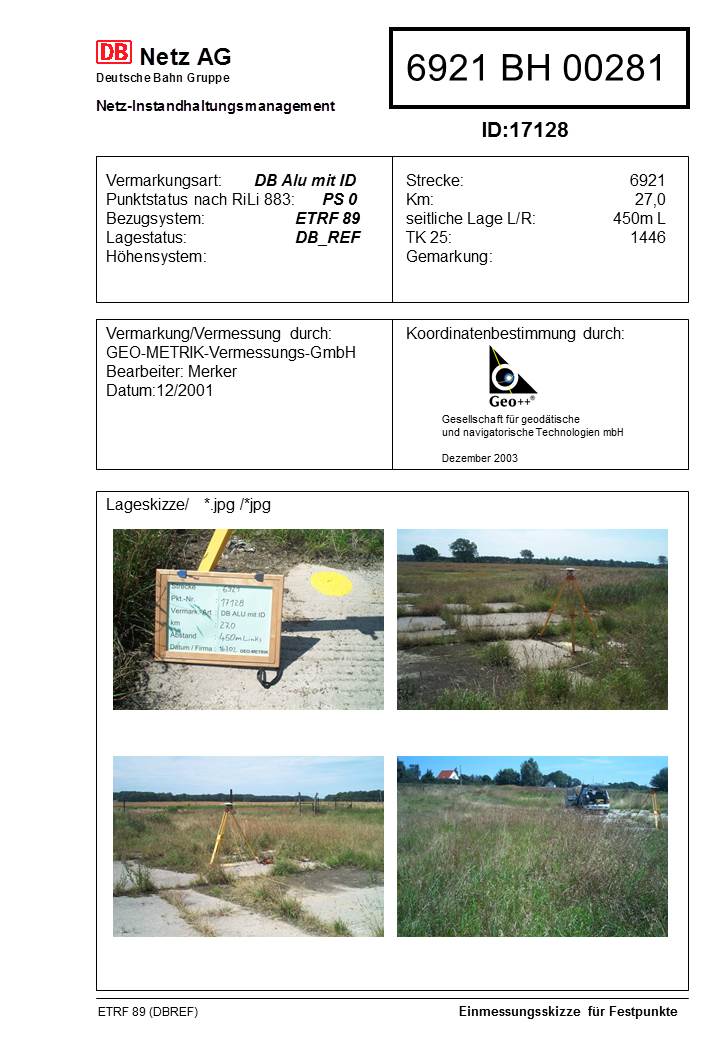 DB Netz AG
Deutsche Bahn Gruppe
Netz-Instandhaltungsmanagement
6921 BH 00281
ID:17128
Vermarkungsart: DB Alu mit ID
Punktstatus nach RiLi 883: PS 0
Bezugsystem: ETRF 89
Lagestatus: DB_REF
Höhensystem:
Strecke: 6921
Km: 27,0
seitliche Lage L/R: 450m L
TK 25: 1446
Gemarkung:
Vermarkung/Vermessung durch:
GEO-METRIK-Vermessungs-GmbH
Bearbeiter: Merker
Datum:12/2001
Koordinatenbestimmung durch:
Geo++®
Gesellschaft für geodätische
und navigatorische Technologien mbH
Dezember 2003
Lageskizze/ *.jpg /*jpg
Strecke : 6921
Pkt.-Nr. : 17128
Vermark.-Art : DB ALU mit ID
km : 27,0
Abstand : 450m Links
Datum / Firma : GEO-METRIK
ETRF 89 (DBREF)
Einmessungsskizze für Festpunkte